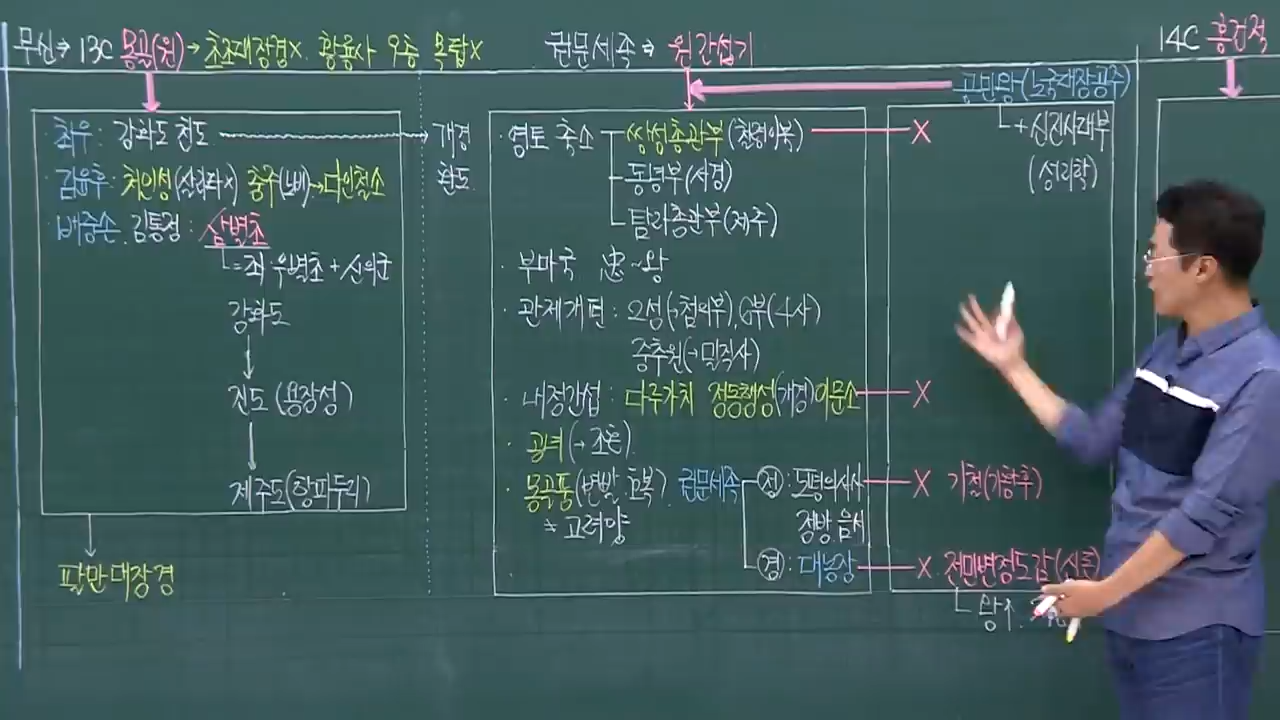 무신→ 13C 몽골(원)→ 초조대장경X 황룡사 9층 목탑X
최우: 강화도 천도 → 개경 환도
김윤후: 처인성(살리타X) 충주(노비)→다인철소
배중손. 김통정: 삼별초
└=좌·우별초+신의군
강화도
↓
진도(용장성)
↓
제주도(항파두리)
팔만대장경
권문세족⇒ 원간섭기
· 영토 축소 쌍성총관부(철령이북) X
동녕부(서경)
탐라총관부(제주)
· 부마국 忠~왕
· 관제개편: 2성(→첨의부), 6부(4사)
중추원(→밀직사)
· 내정간섭: 다루가치 정동행성(개경)이문소 X
· 공녀(→조혼)
· 몽골풍(변발 호복) 권문세족 정: 도평의사사 X 기철(기황후)
≒고려양 정방 음서
경: 대농장 X 전민변정도감(신돈)
└ 왕↑.
공민왕(노국대장공주)
└+신진사대부
(성리학)
14C 홍건적